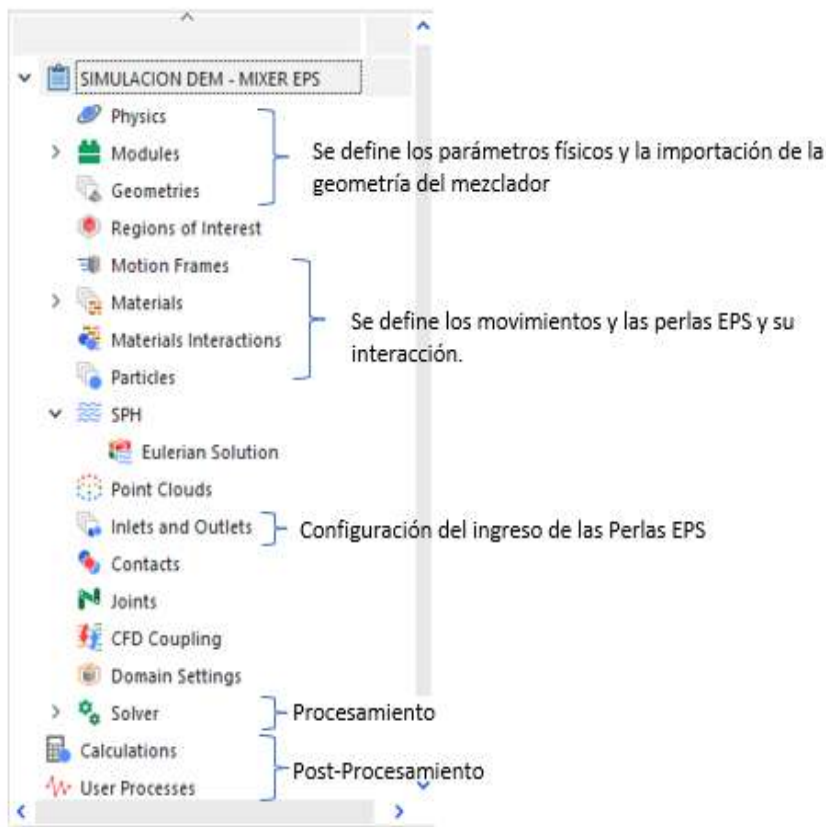 SIMULACION DEM - MIXER EPS
Physics
Modules
Geometries
Se define los parámetros físicos y la importación de la
geometría del mezclador
Regions of Interest
Motion Frames
Materials
Materials Interactions
Particles
Se define los movimientos y las perlas EPS y su
interacción.
SPH
Eulerian Solution
Point Clouds
Inlets and Outlets
Configuración del ingreso de las Perlas EPS
Contacts
Joints
CFD Coupling
Domain Settings
Solver
Procesamiento
Calculations
User Processes
Post-Procesamiento